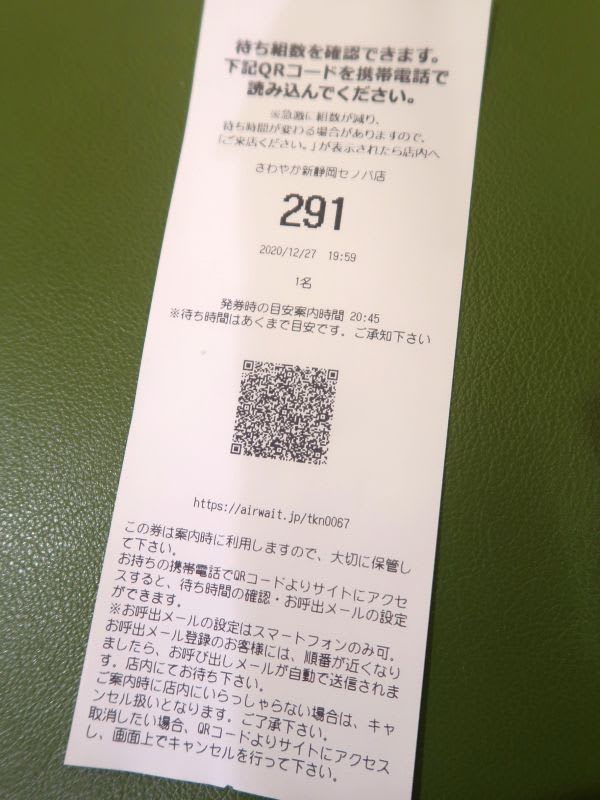 待ち組数を確認できます。
下記QRコードを携帯電話で
読み込んでください。
※急激に組数が減り、
待ち時間が変わる場合がありますので、
「ご来店ください。」が表示されたら店内へ
さわやか新静岡セノバ店
291
2020/12/27 19:59
1名
発券時の目安案内時間 20:45
※待ち時間はあくまで目安です。ご承知下さい
https://airwait.jp/tkn0067
この券は案内時に利用しますので、大切に保管し
て下さい。
お持ちの携帯電話でQRコードよりサイトにアクセ
スすると、待ち時間の確認・お呼出メールの設定
ができます。
※お呼出メールの設定はスマートフォンのみ可。
お呼出メール登録のお客様には、順番が近くなり
ましたら、お呼び出しメールが自動で送信されま
す。店内にてお待ち下さい。
ご案内時に店内にいらっしゃらない場合は、キャ
ンセル扱いとなります。ご了承下さい。
取消したい場合、QRコードよりサイトにアクセス
し、画面上でキャンセルを行って下さい。